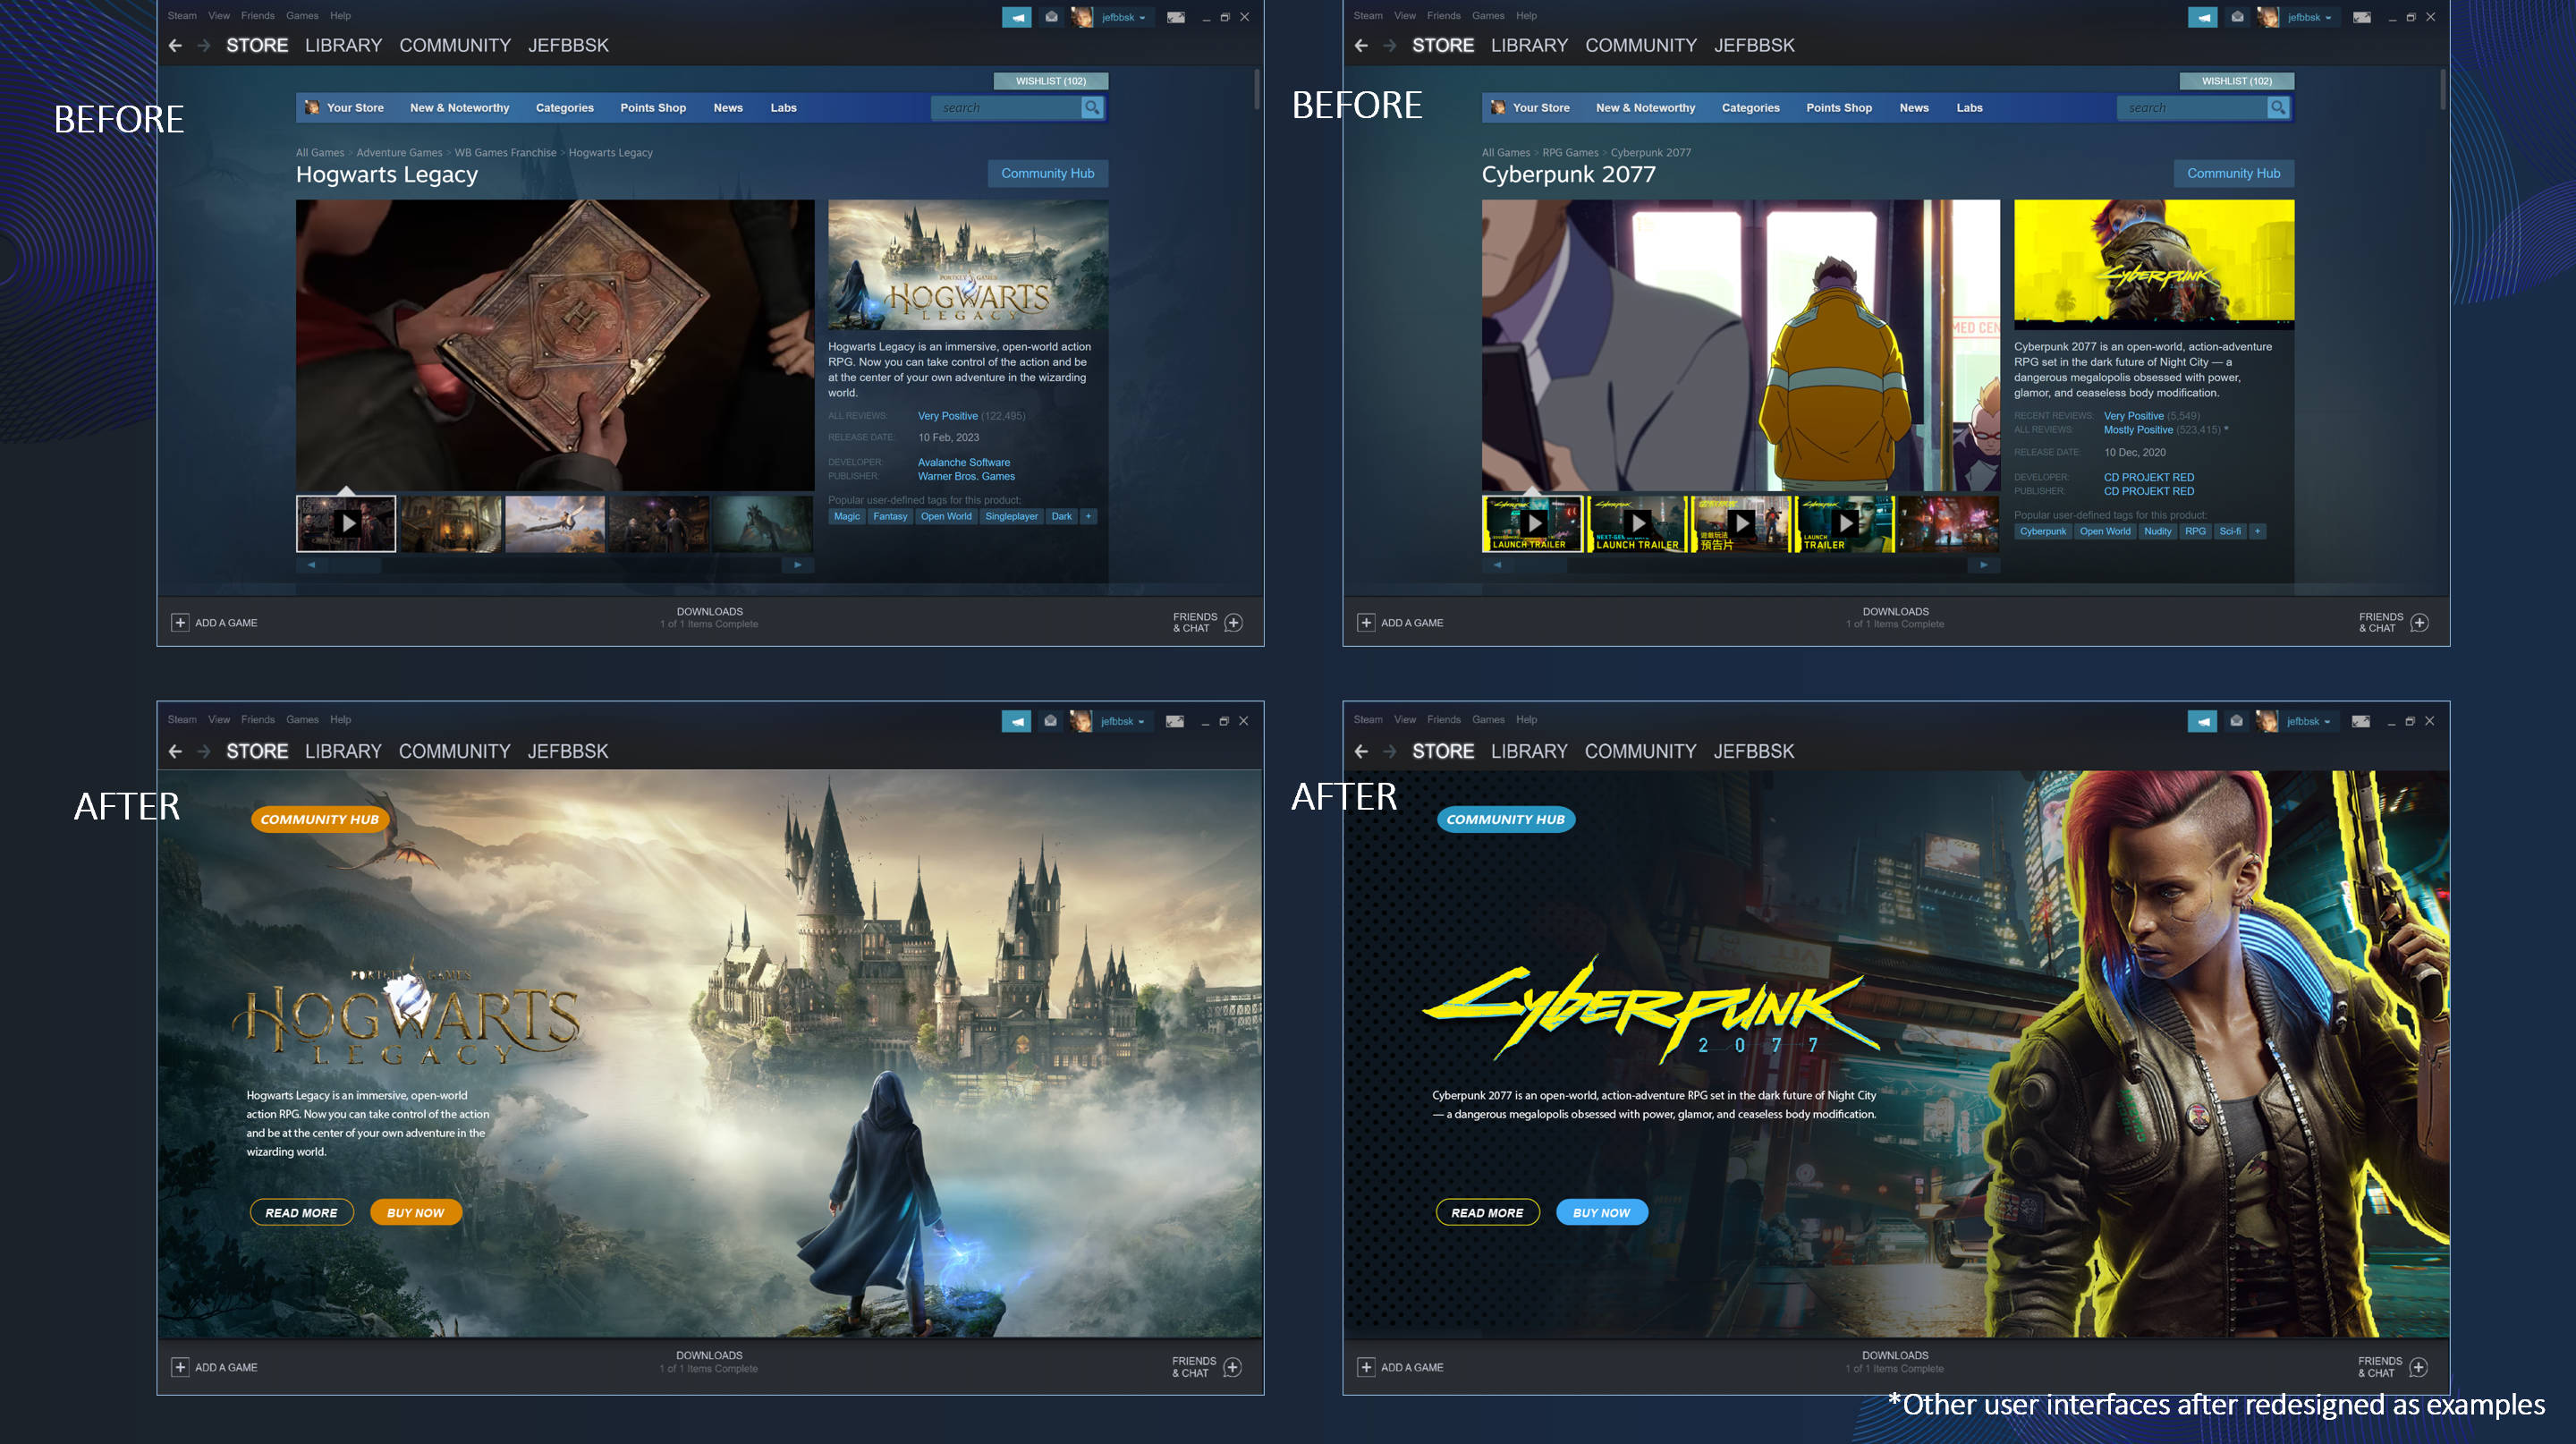 BEFORE
Steam View Friends Games Help
jefbbsk
STORE LIBRARY COMMUNITY JEFBBSK
WISHLIST (102)
Your Store New & Noteworthy Categories Points Shop News Labs search
All Games > Adventure Games > WB Games Franchise > Hogwarts Legacy
Hogwarts Legacy
Community Hub
PORTKEY GAMES
HOGWARTS
LEGACY
Hogwarts Legacy is an immersive, open-world action
RPG. Now you can take control of the action and be
at the center of your own adventure in the wizarding
world.
ALL REVIEWS: Very Positive (122,495)
RELEASE DATE: 10 Feb, 2023
DEVELOPER: Avalanche Software
PUBLISHER: Warner Bros. Games
Popular user-defined tags for this product:
Magic Fantasy Open World Singleplayer Dark +
ADD A GAME
DOWNLOADS
1 of 1 Items Complete
FRIENDS
& CHAT
BEFORE
Steam View Friends Games Help
jefbbsk
STORE LIBRARY COMMUNITY JEFBBSK
WISHLIST (102)
Your Store New & Noteworthy Categories Points Shop News Labs search
All Games > RPG Games > Cyberpunk 2077
Cyberpunk 2077
Community Hub
MED CEN
CYBERPUNK
Cyberpunk 2077 is an open-world, action-adventure
RPG set in the dark future of Night City — a
dangerous megalopolis obsessed with power,
glamor, and ceaseless body modification.
RECENT REVIEWS: Very Positive (5,549)
ALL REVIEWS: Mostly Positive (523,415) *
RELEASE DATE: 10 Dec, 2020
DEVELOPER: CD PROJEKT RED
PUBLISHER: CD PROJEKT RED
Popular user-defined tags for this product:
Cyberpunk Open World Nudity RPG Sci-fi +
LAUNCH TRAILER
LAUNCH TRAILER
預告片
LAUNCH
TRAILER
ADD A GAME
DOWNLOADS
1 of 1 Items Complete
FRIENDS
& CHAT
AFTER
Steam View Friends Games Help
jefbbsk
STORE LIBRARY COMMUNITY JEFBBSK
COMMUNITY HUB
PORTKEY GAMES
HOGWARTS
LEGACY
Hogwarts Legacy is an immersive, open-world
action RPG. Now you can take control of the action
and be at the center of your own adventure in the
wizarding world.
READ MORE BUY NOW
ADD A GAME
DOWNLOADS
1 of 1 Items Complete
FRIENDS
& CHAT
AFTER
Steam View Friends Games Help
jefbbsk
STORE LIBRARY COMMUNITY JEFBBSK
COMMUNITY HUB
CYBERPUNK
2077
Cyberpunk 2077 is an open-world, action-adventure RPG set in the dark future of Night City
— a dangerous megalopolis obsessed with power, glamor, and ceaseless body modification.
READ MORE BUY NOW
ADD A GAME
DOWNLOADS
1 of 1 Items Complete
FRIENDS
& CHAT
*Other user interfaces after redesigned as examples